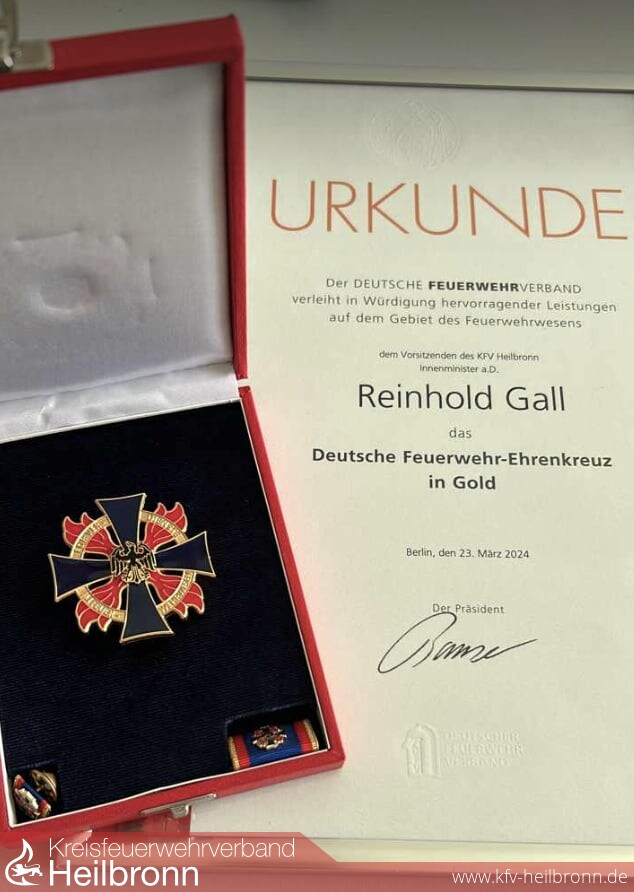 URKUNDE
Der DEUTSCHE FEUERWEHRVERBAND
verleiht in Würdigung hervorragender Leistungen
auf dem Gebiet des Feuerwehrwesens
dem Vorsitzenden des KFV Heilbronn
Innenminister a.D.
Reinhold Gall
das
Deutsche Feuerwehr-Ehrenkreuz
in Gold
Berlin, den 23. März 2024
Der Präsident
DEUTSCHER
FEUERWEHR
VERBAND
Kreisfeuerwehrverband
Heilbronn
www.kfv-heilbronn.de